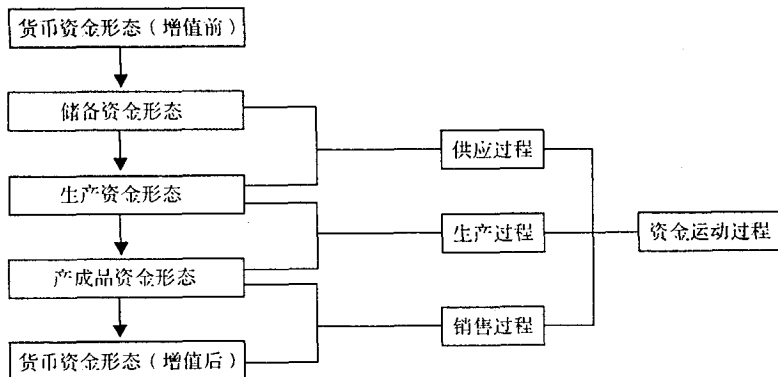 货币资金形态（增值前）
储备资金形态
供应过程
生产资金形态
生产过程
资金运动过程
产成品资金形态
销售过程
货币资金形态（增值后）